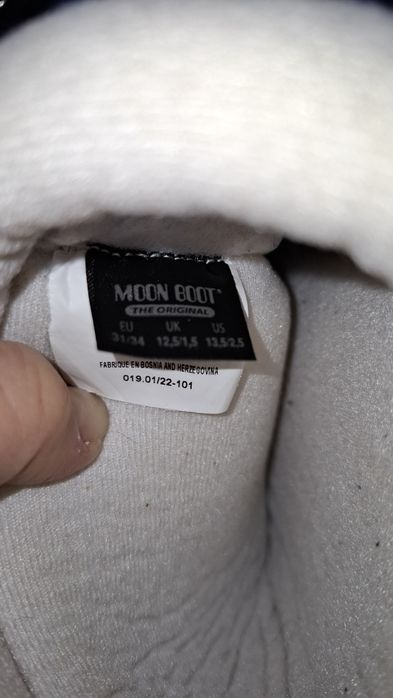 MOON BOOT®
THE ORIGINAL
EU UK US
31/34 12,5/1,5 13,5/2,5
FABRIQUE EN BOSNIA AND HERZEGOVINA
019.01/22-101